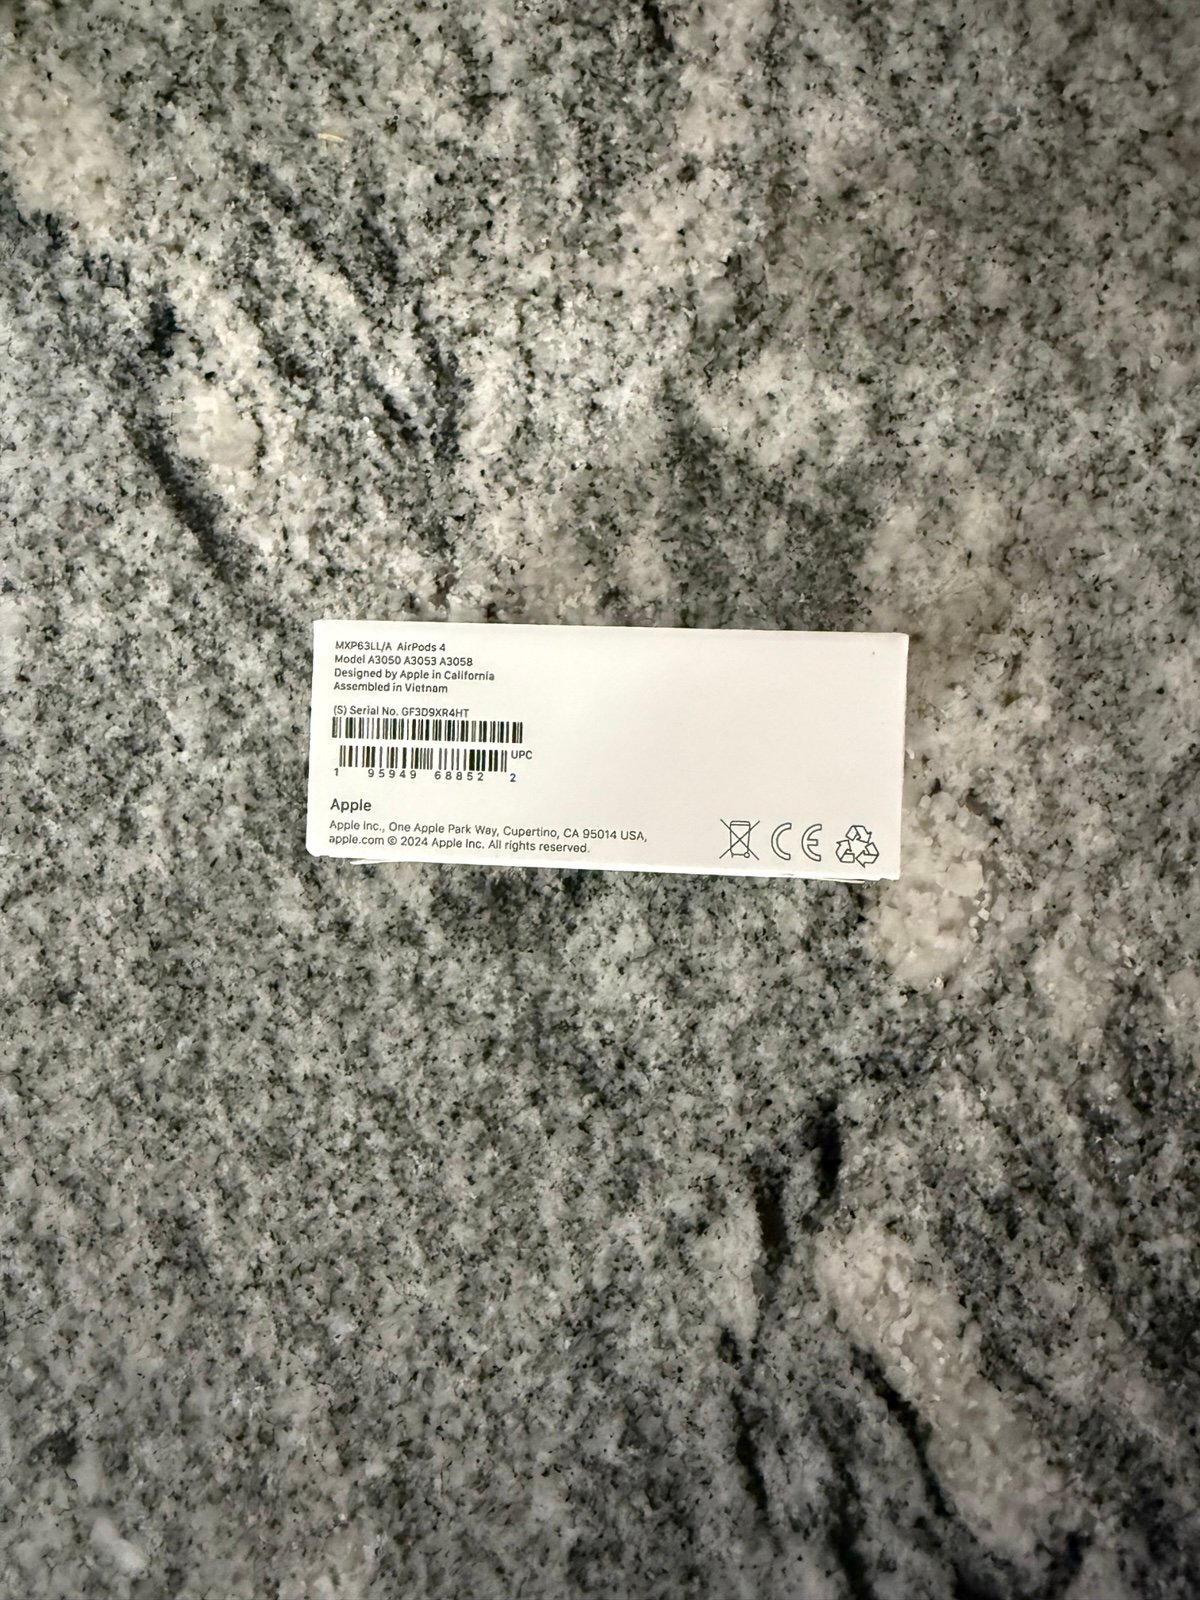 MXP63LL/A AirPods 4
Model A3050 A3053 A3058
Designed by Apple in California
Assembled in Vietnam
(S) Serial No. GF3D9XR4HT
UPC
1 95949 68852 2
Apple
Apple Inc., One Apple Park Way, Cupertino, CA 95014 USA,
apple.com © 2024 Apple Inc. All rights reserved.